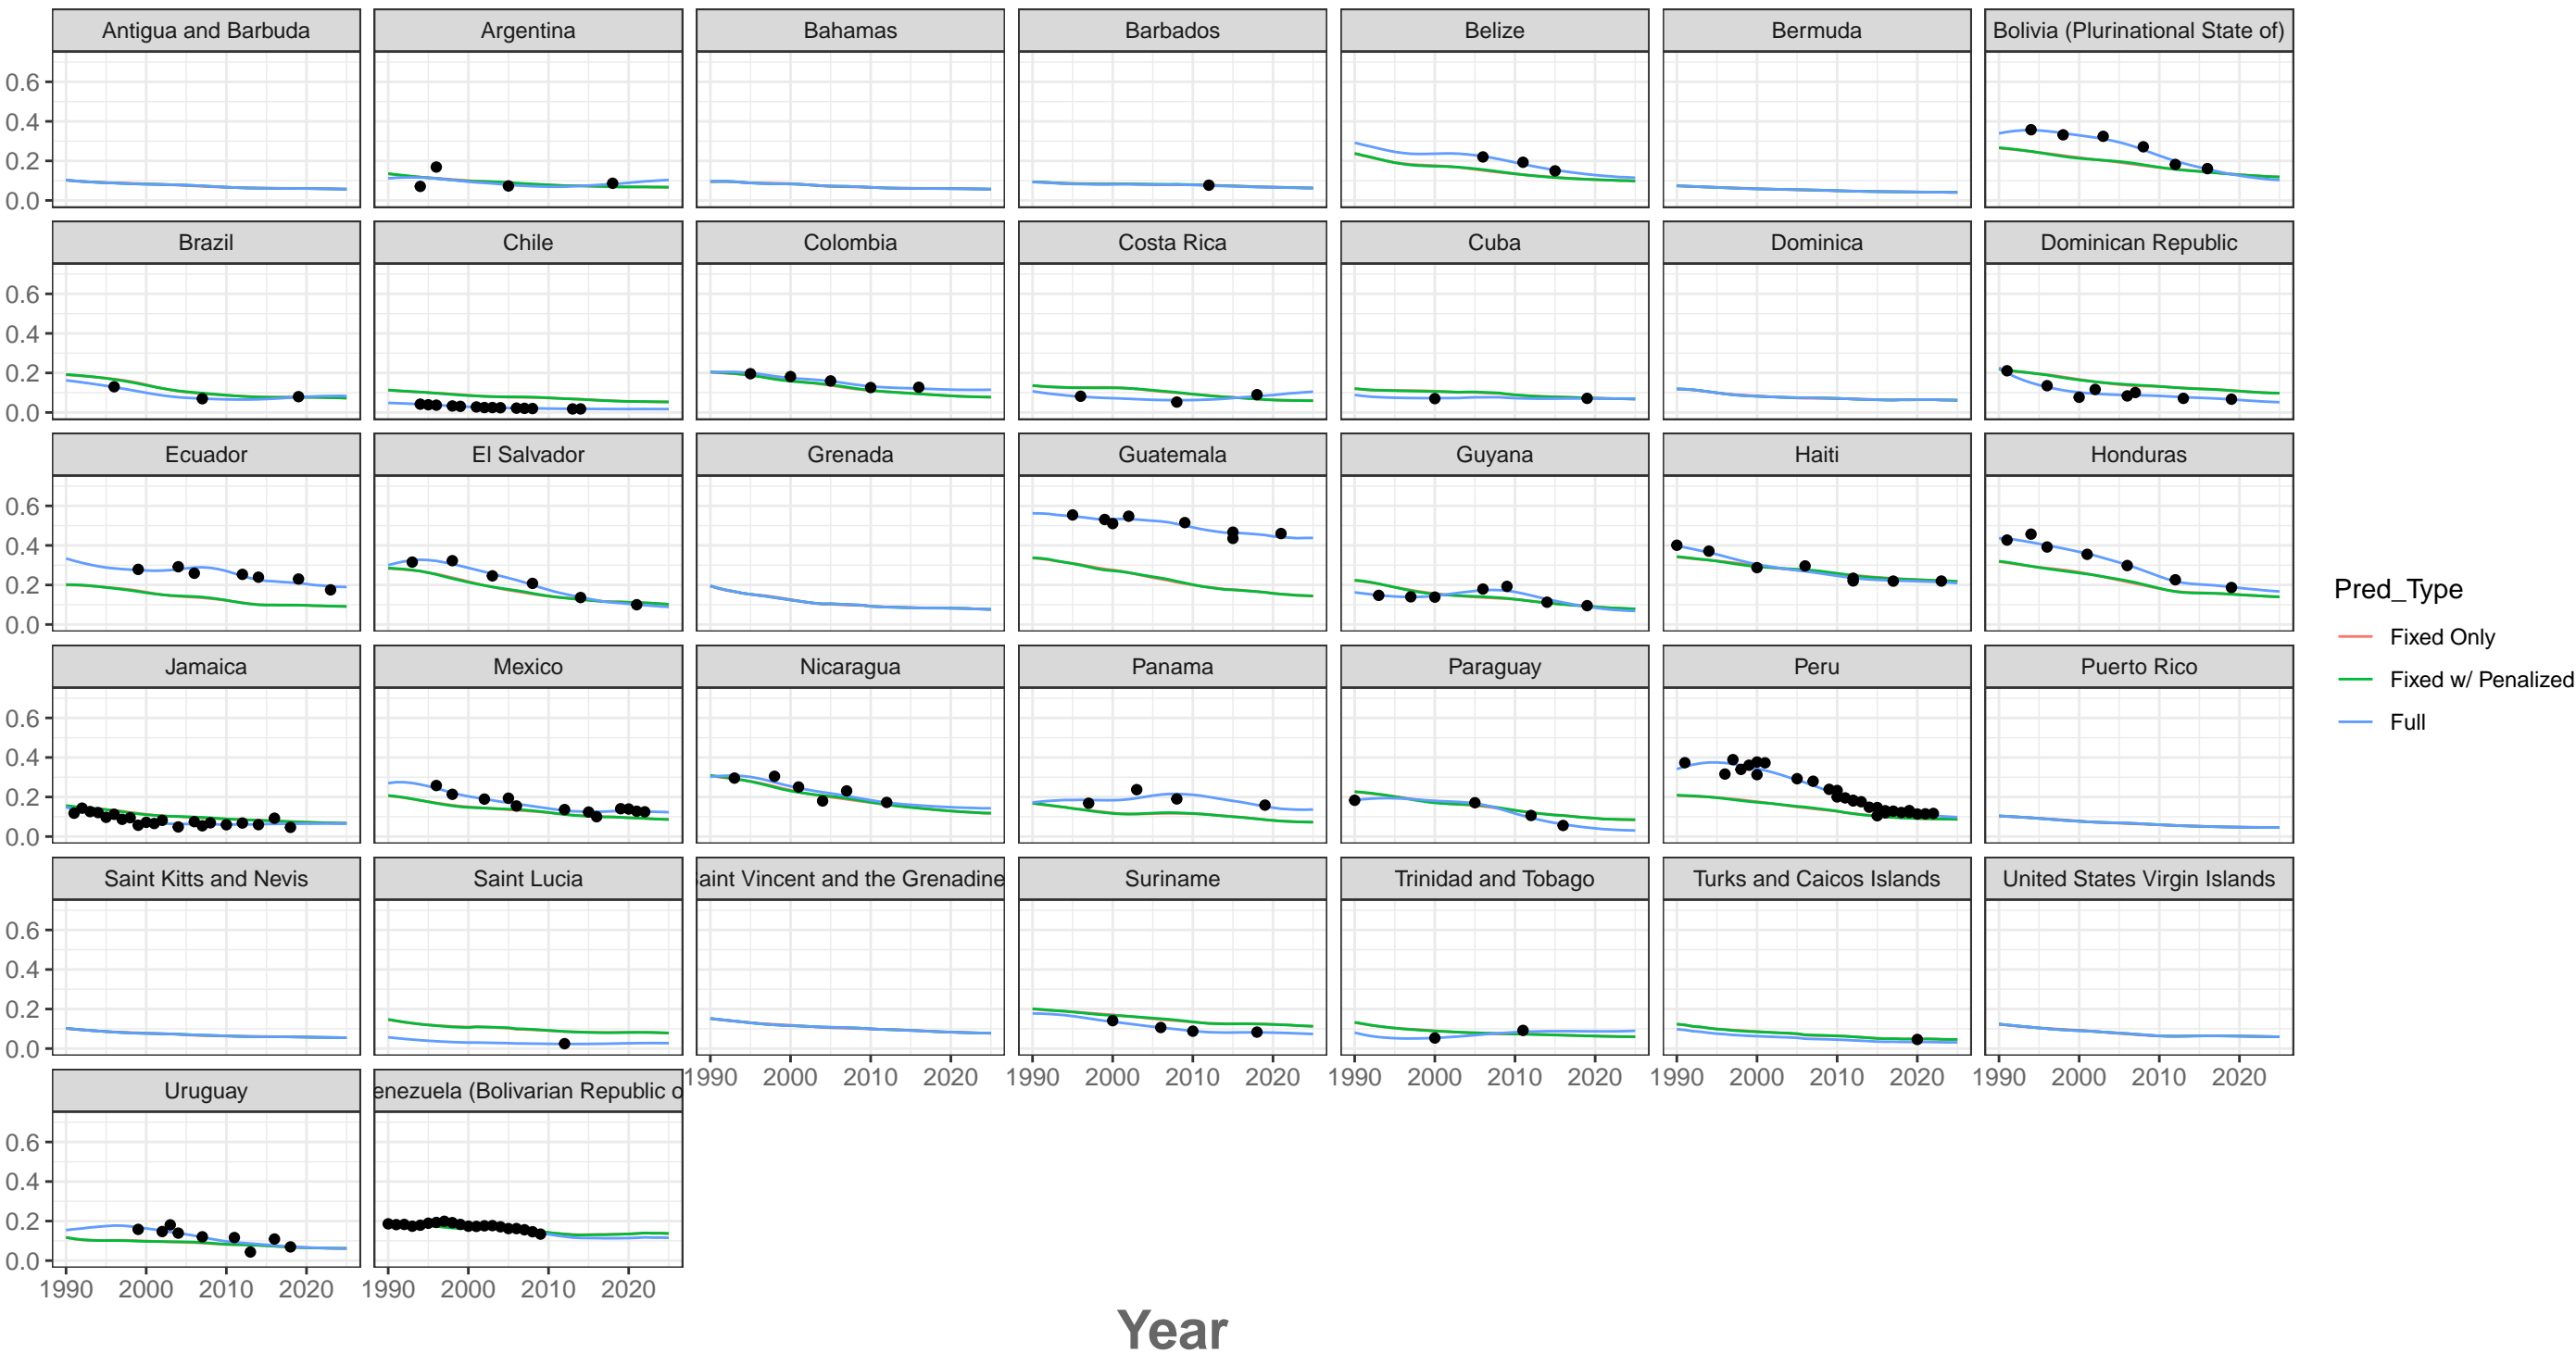 Antigua and Barbuda Argentina Bahamas Barbados Belize Bermuda Bolivia (Plurinational State of)
0.6
0.4
0.2
0.0
Brazil Chile Colombia Costa Rica Cuba Dominica Dominican Republic
0.6
0.4
0.2
0.0
Ecuador El Salvador Grenada Guatemala Guyana Haiti Honduras
0.6
0.4
0.2
0.0
Jamaica Mexico Nicaragua Panama Paraguay Peru Puerto Rico
0.6
0.4
0.2
0.0
Saint Kitts and Nevis Saint Lucia aint Vincent and the Grenadine Suriname Trinidad and Tobago Turks and Caicos Islands United States Virgin Islands
0.6
0.4
0.2
0.0
1990 2000 2010 2020 1990 2000 2010 2020 1990 2000 2010 2020 1990 2000 2010 2020 1990 2000 2010 2020
Uruguay enezuela (Bolivarian Republic o
0.6
0.4
0.2
0.0
1990 2000 2010 2020 1990 2000 2010 2020
Year
Pred_Type
Fixed Only
Fixed w/ Penalized
Full